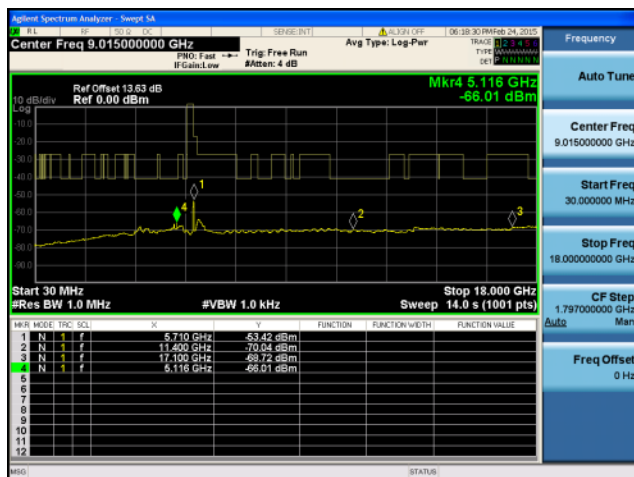 Agilent Spectrum Analyzer - Swept SA
RL RF 50 Ω DC SENSE:INT ALIGN OFF 06:18:30 PM Feb 24, 2015
Center Freq 9.015000000 GHz
PNO: Fast
IFGain:Low
Trig: Free Run
#Atten: 4 dB
Avg Type: Log-Pwr
TRACE 1 2 3 4 5 6
TYPE
DET P N N N N N
Ref Offset 13.63 dB
Ref 0.00 dBm
Mkr4 5.116 GHz
-66.01 dBm
10 dB/div
Log
-10.0
-20.0
-30.0
-40.0
-50.0
-60.0
-70.0
-80.0
-90.0
1
2
3
4
Start 30 MHz
Stop 18.000 GHz
#Res BW 1.0 MHz
#VBW 1.0 kHz
Sweep 14.0 s (1001 pts)
MKR MODE TRC SCL X Y FUNCTION FUNCTION WIDTH FUNCTION VALUE
1 N 1 f 5.710 GHz -53.42 dBm
2 N 1 f 11.400 GHz -70.04 dBm
3 N 1 f 17.100 GHz -68.72 dBm
4 N 1 f 5.116 GHz -66.01 dBm
5
6
7
8
9
10
11
12
MSG STATUS
Frequency
Auto Tune
Center Freq
9.015000000 GHz
Start Freq
30.000000 MHz
Stop Freq
18.000000000 GHz
CF Step
1.797000000 GHz
Auto Man
Freq Offset
0 Hz